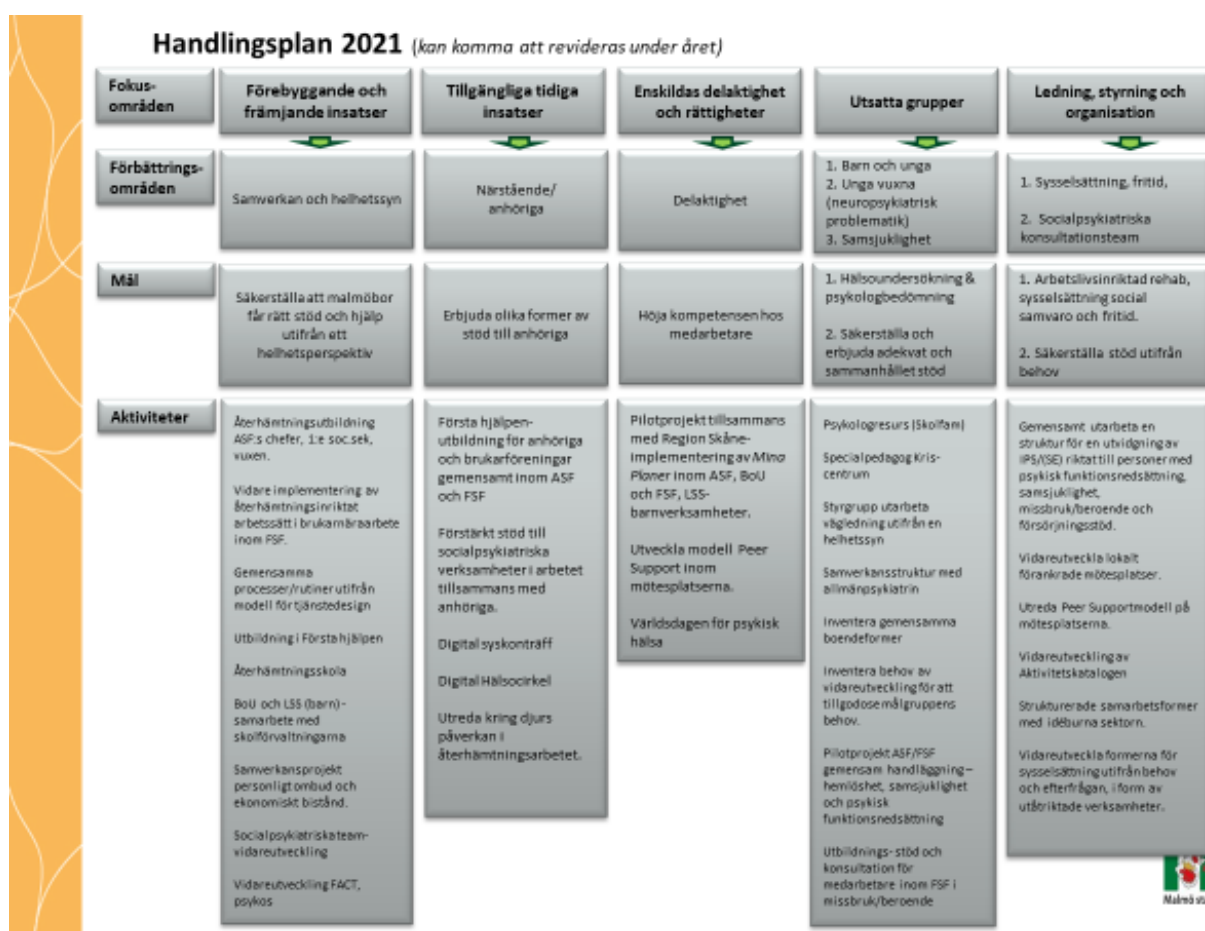 Handlingsplan 2021 (kan komma att revideras under året)
Fokus-
områden
Förebyggande och
främjande insatser
Tillgängliga tidiga
insatser
Enskildas delaktighet
och rättigheter
Utsatta grupper
Ledning, styrning och
organisation
Förbättrings-
områden
Samverkan och helhetssyn
Närstående/
anhöriga
Delaktighet
1. Barn och unga
2. Unga vuxna
(neuropsykiatrisk
problematik)
3. Samsjuklighet
1. Sysselsättning, fritid,
2. Socialpsykiatriska
konsultationsteam
Mål
Säkerställa att malmöbor
får rätt stöd och hjälp
utifrån ett
helhetsperspektiv
Erbjuda olika former av
stöd till anhöriga
Höja kompetensen hos
medarbetare
1. Hälsoundersökning &
psykologbedömning
2. Säkerställa och
erbjuda adekvat och
sammanhållet stöd
1. Arbetslivsinriktad rehab,
sysselsättning social
samvaro och fritid.
2. Säkerställa stöd utifrån
behov
Aktiviteter
Återhämtningsutbildning
ASF:s chefer, 1:e soc.sek,
vuxen.
Vidare implementering av
återhämtningsinriktat
arbetssätt i brukarnäraarbete
inom FSF.
Gemensamma
processer/rutiner utifrån
modell för tjänstedesign
Utbildning i Första hjälpen
Återhämtningsskola
BoU och LSS (barn) -
samarbete med
skolförvaltningarna
Samverkansprojekt
personligt ombud och
ekonomiskt bistånd.
Socialpsykiatriska team-
vidareutveckling
Vidareutveckling FACT,
psykos
Första hjälpen-
utbildning för anhöriga
och brukarföreningar
gemensamt inom ASF
och FSF
Förstärkt stöd till
socialpsykiatriska
verksamheter i arbetet
tillsammans med
anhöriga.
Digital syskonträff
Digital Hälsocirkel
Utreda kring djurs
påverkan i
återhämtningsarbetet.
Pilotprojekt tillsammans
med Region Skåne-
implementering av Mina
Planer inom ASF, BoU
och FSF, LSS-
barnverksamheter.
Utveckla modell Peer
Support inom
mötesplatserna.
Världsdagen för psykisk
hälsa
Psykologresurs (Skolfam)
Specialpedagog Kris-
centrum
Styrgrupp utarbeta
vägledning utifrån en
helhetssyn
Samverkansstruktur med
allmänpsykiatrin
Inventera gemensamma
boendeformer
Inventera behov av
vidareutveckling för att
tillgodose målgruppens
behov.
Pilotprojekt ASF/FSF
gemensam handläggning –
hemlöshet, samsjuklighet
och psykisk
funktionsnedsättning
Utbildnings- stöd och
konsultation för
medarbetare inom FSF i
missbruk/beroende
Gemensamt utarbeta en
struktur för en utvidgning av
IPS/(SE) riktat till personer med
psykisk funktionsnedsättning,
samsjuklighet,
missbruk/beroende och
försörjningsstöd.
Vidareutveckla lokalt
förankrade mötesplatser.
Utreda Peer Supportmodell på
mötesplatserna.
Vidareutveckling av
Aktivitetskatalogen
Strukturerade samarbetsformer
med idéburna sektorn.
Vidareutveckla formerna för
sysselsättning utifrån behov
och efterfrågan, i form av
utåtriktade verksamheter.
Malmö sta